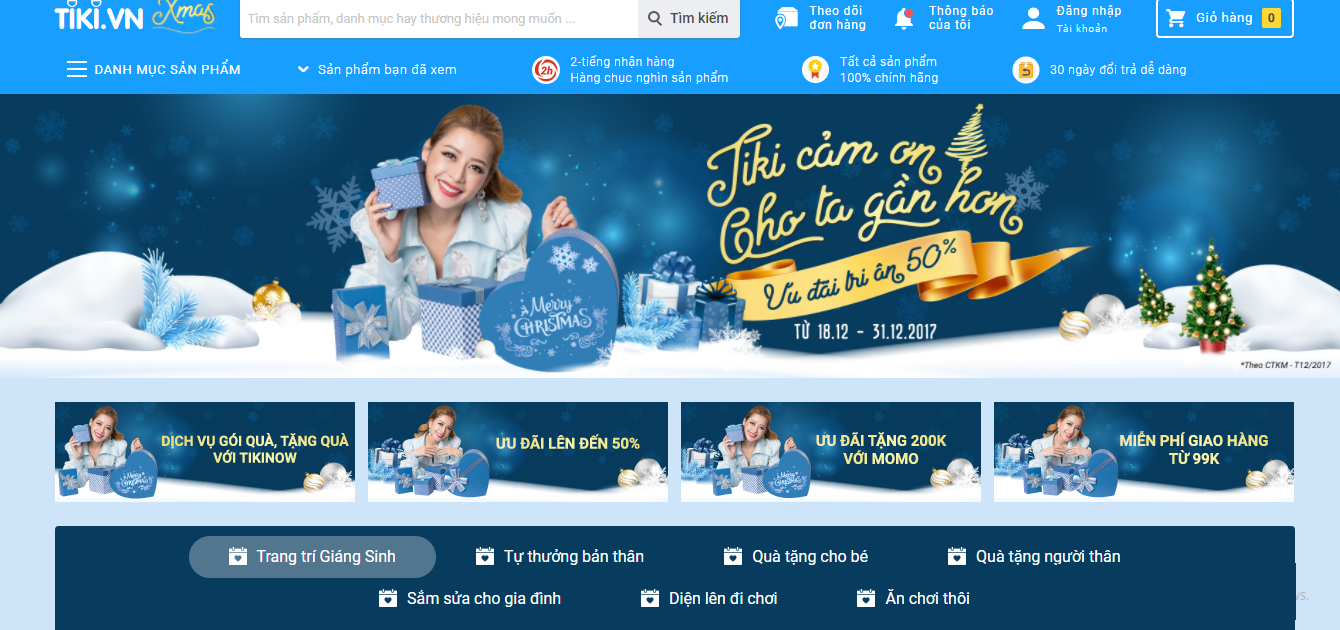 TIKI.VN Xmas
Tìm sản phẩm, danh mục hay thương hiệu mong muốn ...
Tìm kiếm
Theo dõi
đơn hàng
Thông báo
của tôi
Đăng nhập
Tài khoản
Giỏ hàng 0
DANH MỤC SẢN PHẨM
Sản phẩm bạn đã xem
2h
2-tiếng nhận hàng
Hàng chục nghìn sản phẩm
Tất cả sản phẩm
100% chính hãng
30 ngày đổi trả dễ dàng
Tiki cảm ơn
Cho ta gần hơn
Ưu đãi tri ân 50%
TỪ 18.12 - 31.12.2017
Merry
CHRISTMAS
*Theo CTKM - T12/2017
DỊCH VỤ GÓI QUÀ, TẶNG QUÀ
VỚI TIKINOW
ƯU ĐÃI LÊN ĐẾN 50%
ƯU ĐÃI TẶNG 200K
VỚI MOMO
MIỄN PHÍ GIAO HÀNG
TỪ 99K
Trang trí Giáng Sinh
Tự thưởng bản thân
Quà tặng cho bé
Quà tặng người thân
Sắm sửa cho gia đình
Diện lên đi chơi
Ăn chơi thôi